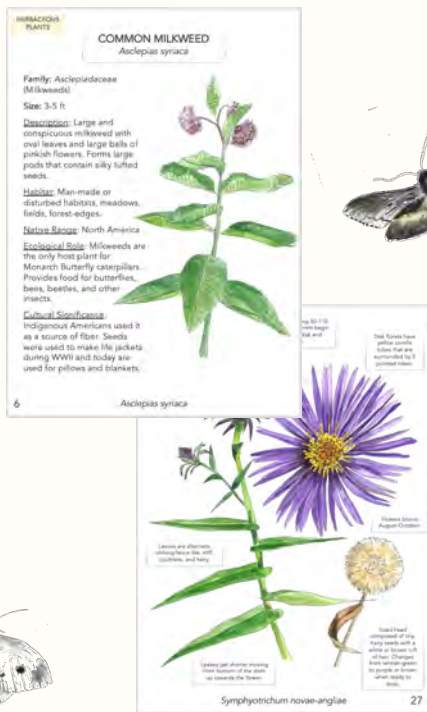 HERBACEOUS
PLANTS
COMMON MILKWEED
Asclepias syriaca
Family: Asclepiadaceae
(Milkweeds)
Size: 3-5 ft
Description: Large and
conspicuous milkweed with
oval leaves and large balls of
pinkish flowers. Forms large
pods that contain silky tufted
seeds.
Habitat: Man-made or
disturbed habitats, meadows,
fields, forest-edges.
Native Range: North America
Ecological Role: Milkweeds are
the only host plant for
Monarch Butterfly caterpillars.
Provides food for butterflies,
bees, beetles, and other
insects.
Cultural Significance:
Indigenous Americans used it
as a source of fiber. Seeds
were used to make life jackets
during WWII and today are
used for pillows and blankets.
6
Asclepias syriaca
Disk florets have
yellow corolla
tubes that are
surrounded by 5
pointed lobes.
Flowers bloom
August-October.
Leaves are alternate,
and hairy.
Seed head
composed of tiny,
hairy seeds with a
white or brown tuft
of hair. Changes
from whitish-green
to purple or brown
when ready to
Leaves get shorter moving
from bottom of the stem
up towards the flower.
Symphyotrichum novae-angliae
27